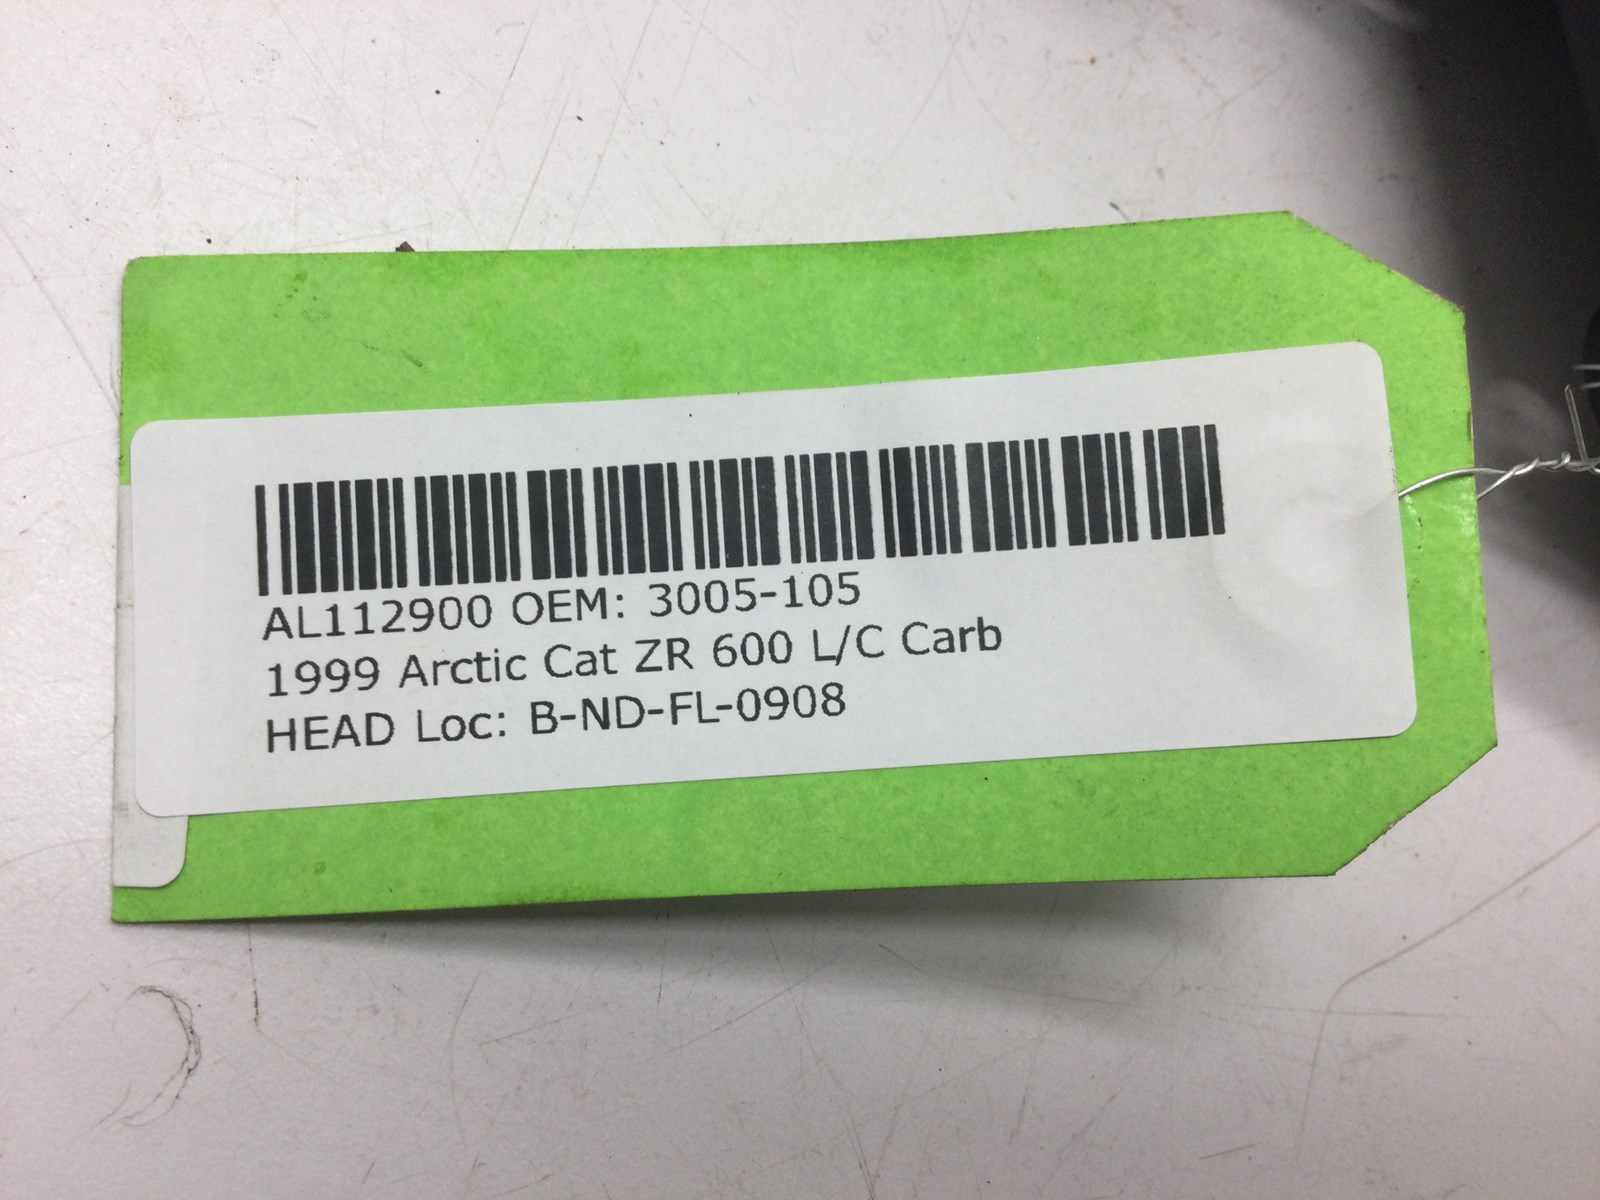 AL112900 OEM: 3005-105
1999 Arctic Cat ZR 600 L/C Carb
HEAD Loc: B-ND-FL-0908